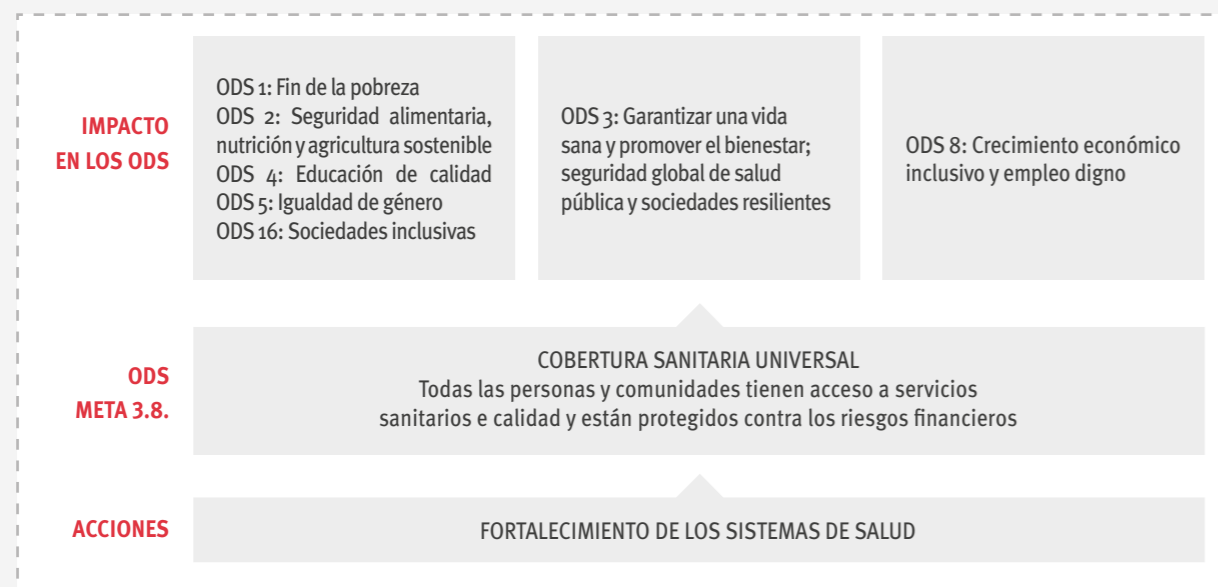 IMPACTO
EN LOS ODS
ODS 1: Fin de la pobreza
ODS 2: Seguridad alimentaria,
nutrición y agricultura sostenible
ODS 4: Educación de calidad
ODS 5: Igualdad de género
ODS 16: Sociedades inclusivas
ODS 3: Garantizar una vida
sana y promover el bienestar;
seguridad global de salud
pública y sociedades resilientes
ODS 8: Crecimiento económico
inclusivo y empleo digno
ODS
META 3.8.
COBERTURA SANITARIA UNIVERSAL
Todas las personas y comunidades tienen acceso a servicios
sanitarios e calidad y están protegidos contra los riesgos financieros
ACCIONES
FORTALECIMIENTO DE LOS SISTEMAS DE SALUD